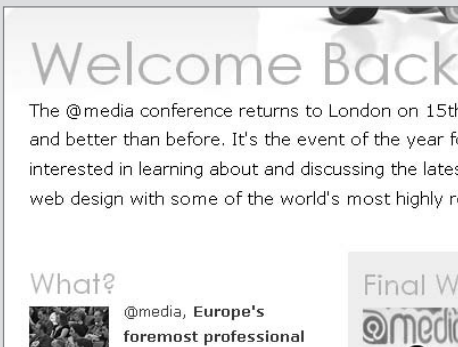 Welcome Back
The @media conference returns to London on 15th
and better than before. It's the event of the year
interested in learning about and discussing the
web design with some of the world's most highly
What?
@media, Europe's
foremost professional
Final
@media